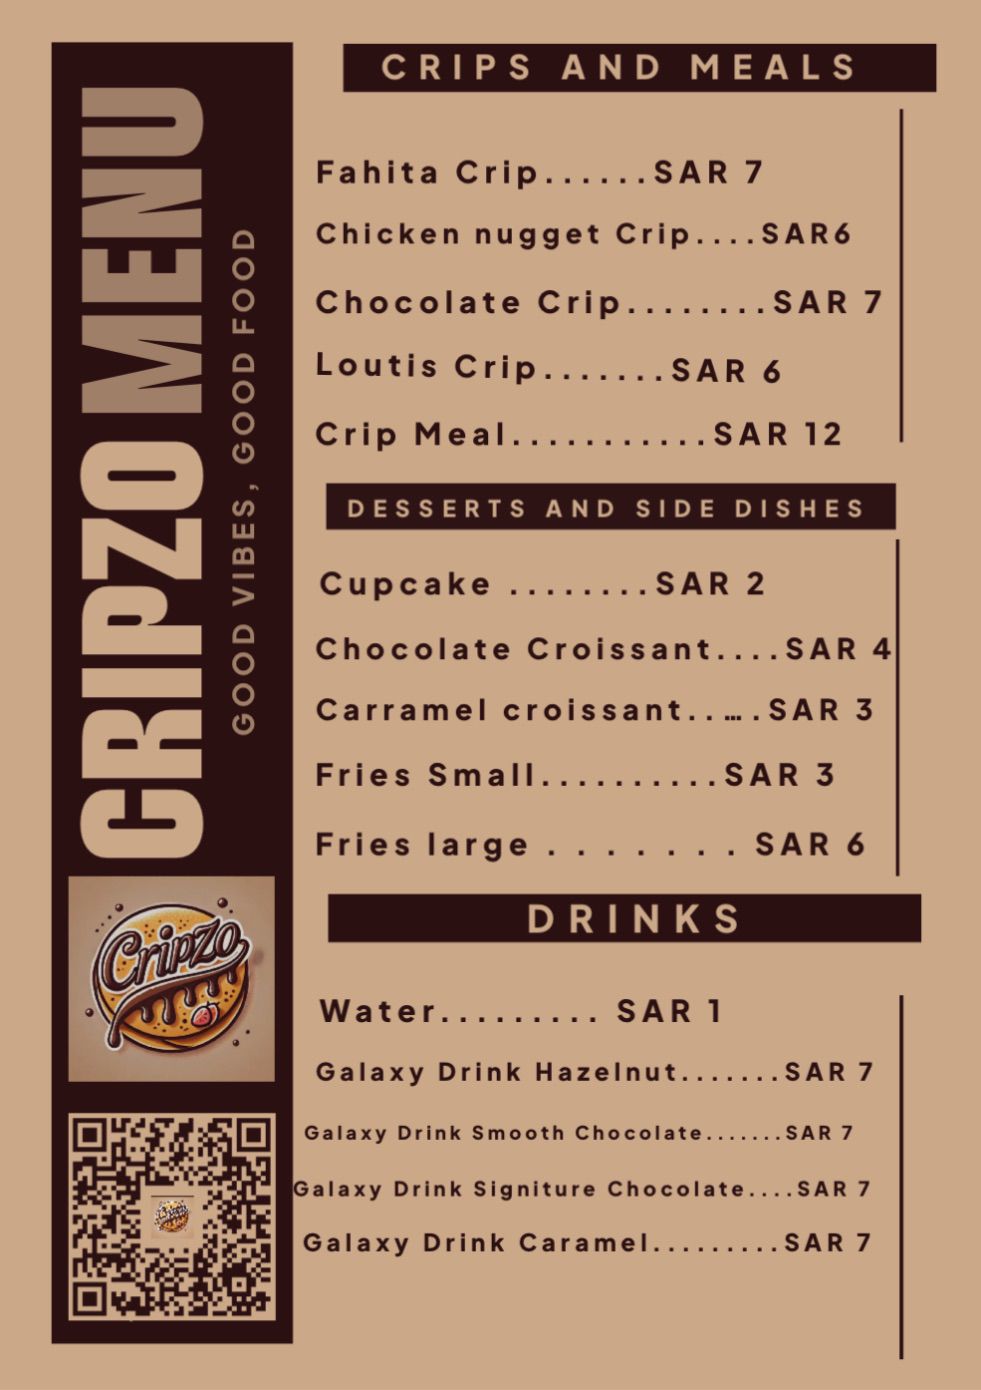 CRIPZO MENU
GOOD VIBES, GOOD FOOD
Cripzo
CRIPS AND MEALS
Fahita Crip......SAR 7
Chicken nugget Crip....SAR6
Chocolate Crip........SAR 7
Loutis Crip.......SAR 6
Crip Meal...........SAR 12
DESSERTS AND SIDE DISHES
Cupcake ........SAR 2
Chocolate Croissant....SAR 4
Carramel croissant..….SAR 3
Fries Small..........SAR 3
Fries large . . . . . . . SAR 6
DRINKS
Water......... SAR 1
Galaxy Drink Hazelnut.......SAR 7
Galaxy Drink Smooth Chocolate.......SAR 7
Galaxy Drink Signiture Chocolate....SAR 7
Galaxy Drink Caramel.........SAR 7